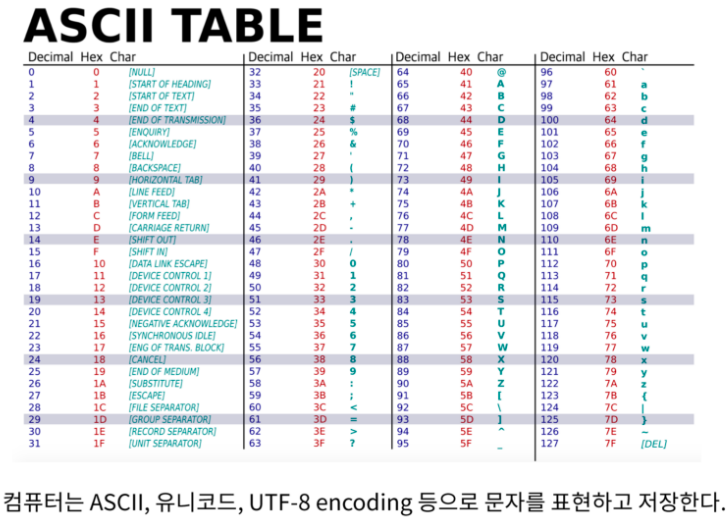 ASCII TABLE
Decimal Hex Char Decimal Hex Char Decimal Hex Char Decimal Hex Char
0 0 [NULL] 32 20 [SPACE] 64 40 @ 96 60 `
1 1 [START OF HEADING] 33 21 ! 65 41 A 97 61 a
2 2 [START OF TEXT] 34 22 " 66 42 B 98 62 b
3 3 [END OF TEXT] 35 23 # 67 43 C 99 63 c
4 4 [END OF TRANSMISSION] 36 24 $ 68 44 D 100 64 d
5 5 [ENQUIRY] 37 25 % 69 45 E 101 65 e
6 6 [ACKNOWLEDGE] 38 26 & 70 46 F 102 66 f
7 7 [BELL] 39 27 ' 71 47 G 103 67 g
8 8 [BACKSPACE] 40 28 ( 72 48 H 104 68 h
9 9 [HORIZONTAL TAB] 41 29 ) 73 49 I 105 69 i
10 A [LINE FEED] 42 2A * 74 4A J 106 6A j
11 B [VERTICAL TAB] 43 2B + 75 4B K 107 6B k
12 C [FORM FEED] 44 2C , 76 4C L 108 6C l
13 D [CARRIAGE RETURN] 45 2D - 77 4D M 109 6D m
14 E [SHIFT OUT] 46 2E . 78 4E N 110 6E n
15 F [SHIFT IN] 47 2F / 79 4F O 111 6F o
16 10 [DATA LINK ESCAPE] 48 30 0 80 50 P 112 70 p
17 11 [DEVICE CONTROL 1] 49 31 1 81 51 Q 113 71 q
18 12 [DEVICE CONTROL 2] 50 32 2 82 52 R 114 72 r
19 13 [DEVICE CONTROL 3] 51 33 3 83 53 S 115 73 s
20 14 [DEVICE CONTROL 4] 52 34 4 84 54 T 116 74 t
21 15 [NEGATIVE ACKNOWLEDGE] 53 35 5 85 55 U 117 75 u
22 16 [SYNCHRONOUS IDLE] 54 36 6 86 56 V 118 76 v
23 17 [ENG OF TRANS. BLOCK] 55 37 7 87 57 W 119 77 w
24 18 [CANCEL] 56 38 8 88 58 X 120 78 x
25 19 [END OF MEDIUM] 57 39 9 89 59 Y 121 79 y
26 1A [SUBSTITUTE] 58 3A : 90 5A Z 122 7A z
27 1B [ESCAPE] 59 3B ; 91 5B [ 123 7B {
28 1C [FILE SEPARATOR] 60 3C < 92 5C \ 124 7C |
29 1D [GROUP SEPARATOR] 61 3D = 93 5D ] 125 7D }
30 1E [RECORD SEPARATOR] 62 3E > 94 5E ^ 126 7E ~
31 1F [UNIT SEPARATOR] 63 3F ? 95 5F _ 127 7F [DEL]
컴퓨터는 ASCII, 유니코드, UTF-8 encoding 등으로 문자를 표현하고 저장한다.